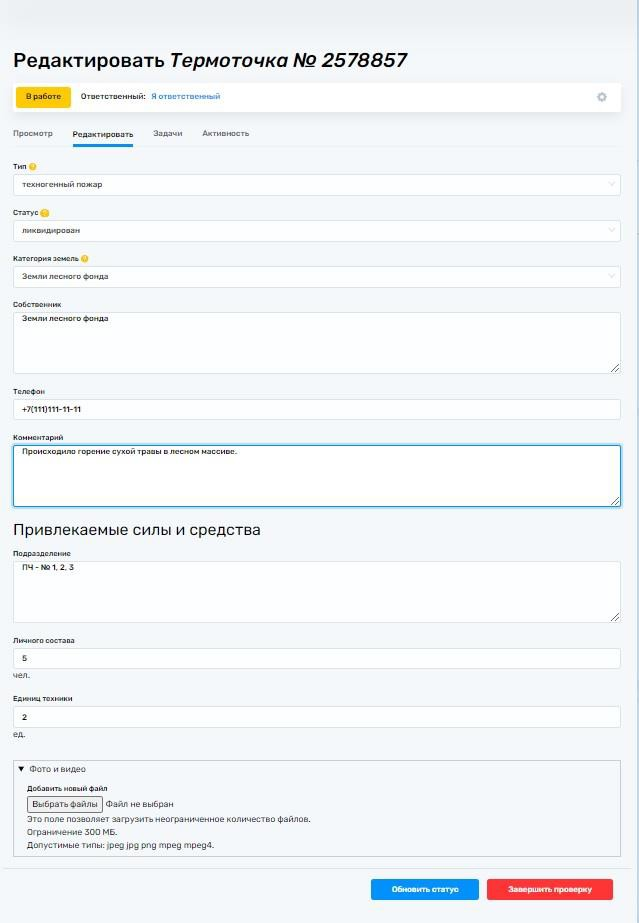 Редактировать Термоточка № 2578857
В работе Ответственный: Я ответственный
Просмотр Редактировать Задачи Активность
Тип ?
техногенный пожар
Статус ?
ликвидирован
Категория земель ?
Земли лесного фонда
Собственник
Земли лесного фонда
Телефон
+7(111)111-11-11
Комментарий
Происходило горение сухой травы в лесном массиве.
Привлекаемые силы и средства
Подразделение
ПЧ - № 1, 2, 3
Личного состава
5
чел.
Единиц техники
2
ед.
Фото и видео
Добавить новый файл
Выбрать файлы Файл не выбран
Это поле позволяет загрузить неограниченное количество файлов.
Ограничение 300 МБ.
Допустимые типы: jpeg jpg png mpeg mpeg4.
Обновить статус Завершить проверку